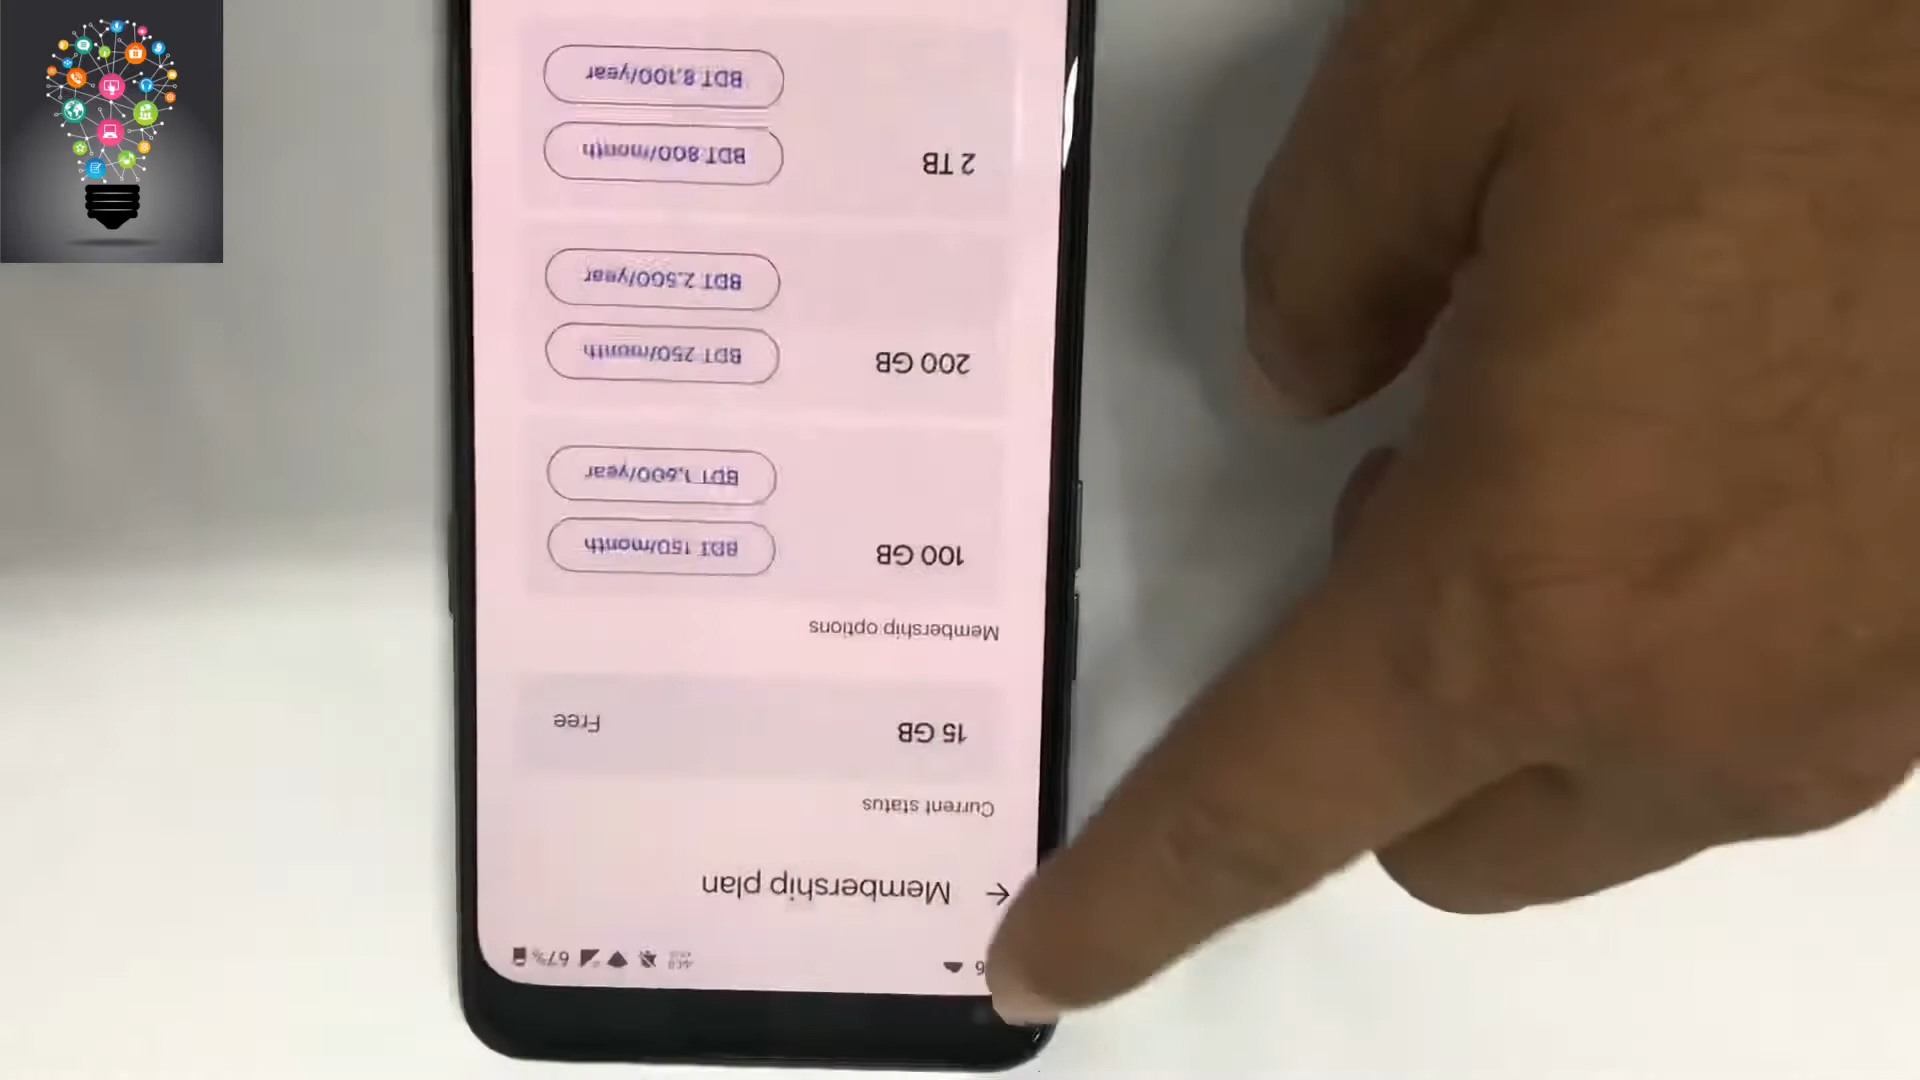 67%
← Membership plan
Current status
15 GB Free
Membership options
100 GB BDT 150/month
BDT 1,600/year
200 GB BDT 250/month
BDT 2,500/year
2 TB BDT 800/month
BDT 8,100/year